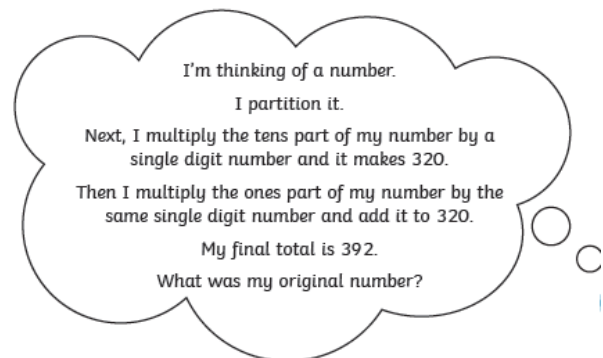 I'm thinking of a number.
I partition it.
Next, I multiply the tens part of my number by a
single digit number and it makes 320.
Then I multiply the ones part of my number by the
same single digit number and add it to 320.
My final total is 392.
What was my original number?